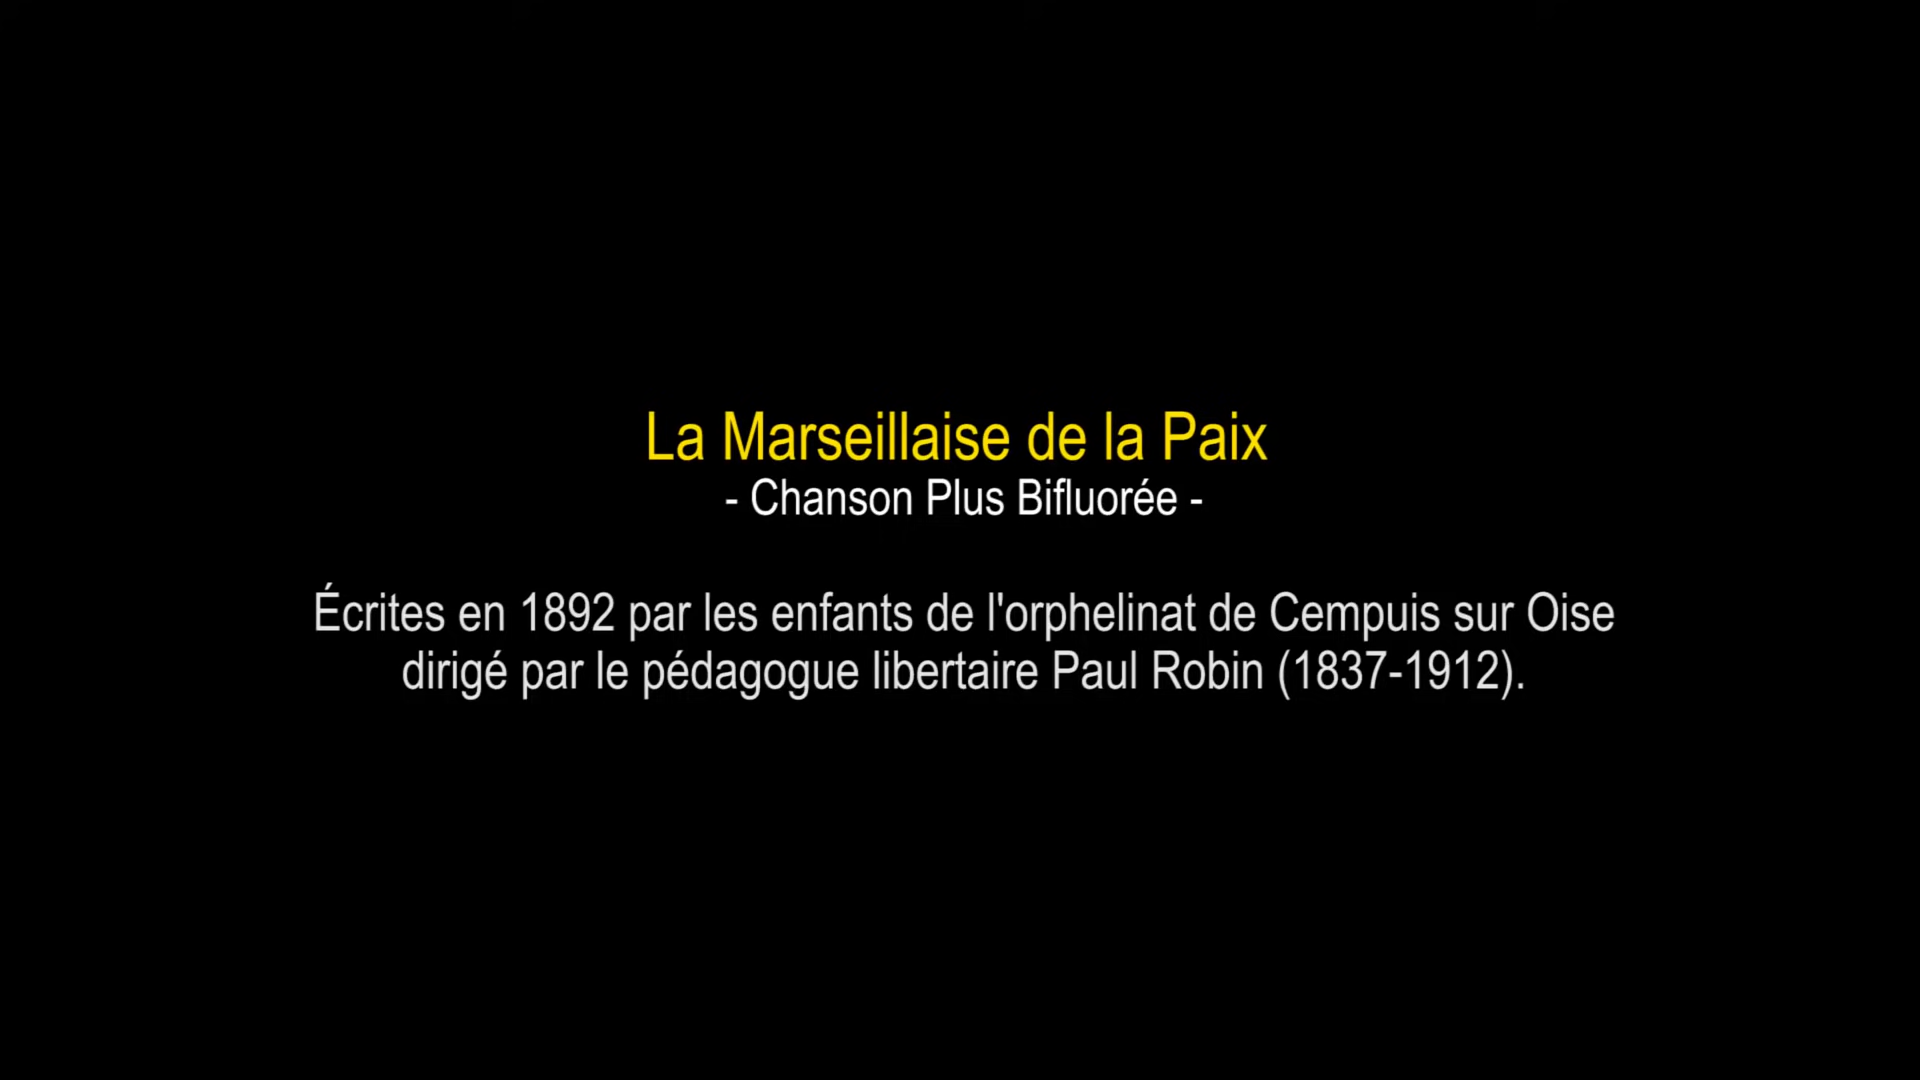 La Marseillaise de la Paix
- Chanson Plus Bifluorée -
Écrites en 1892 par les enfants de l'orphelinat de Cempuis sur Oise
dirigé par le pédagogue libertaire Paul Robin (1837-1912).